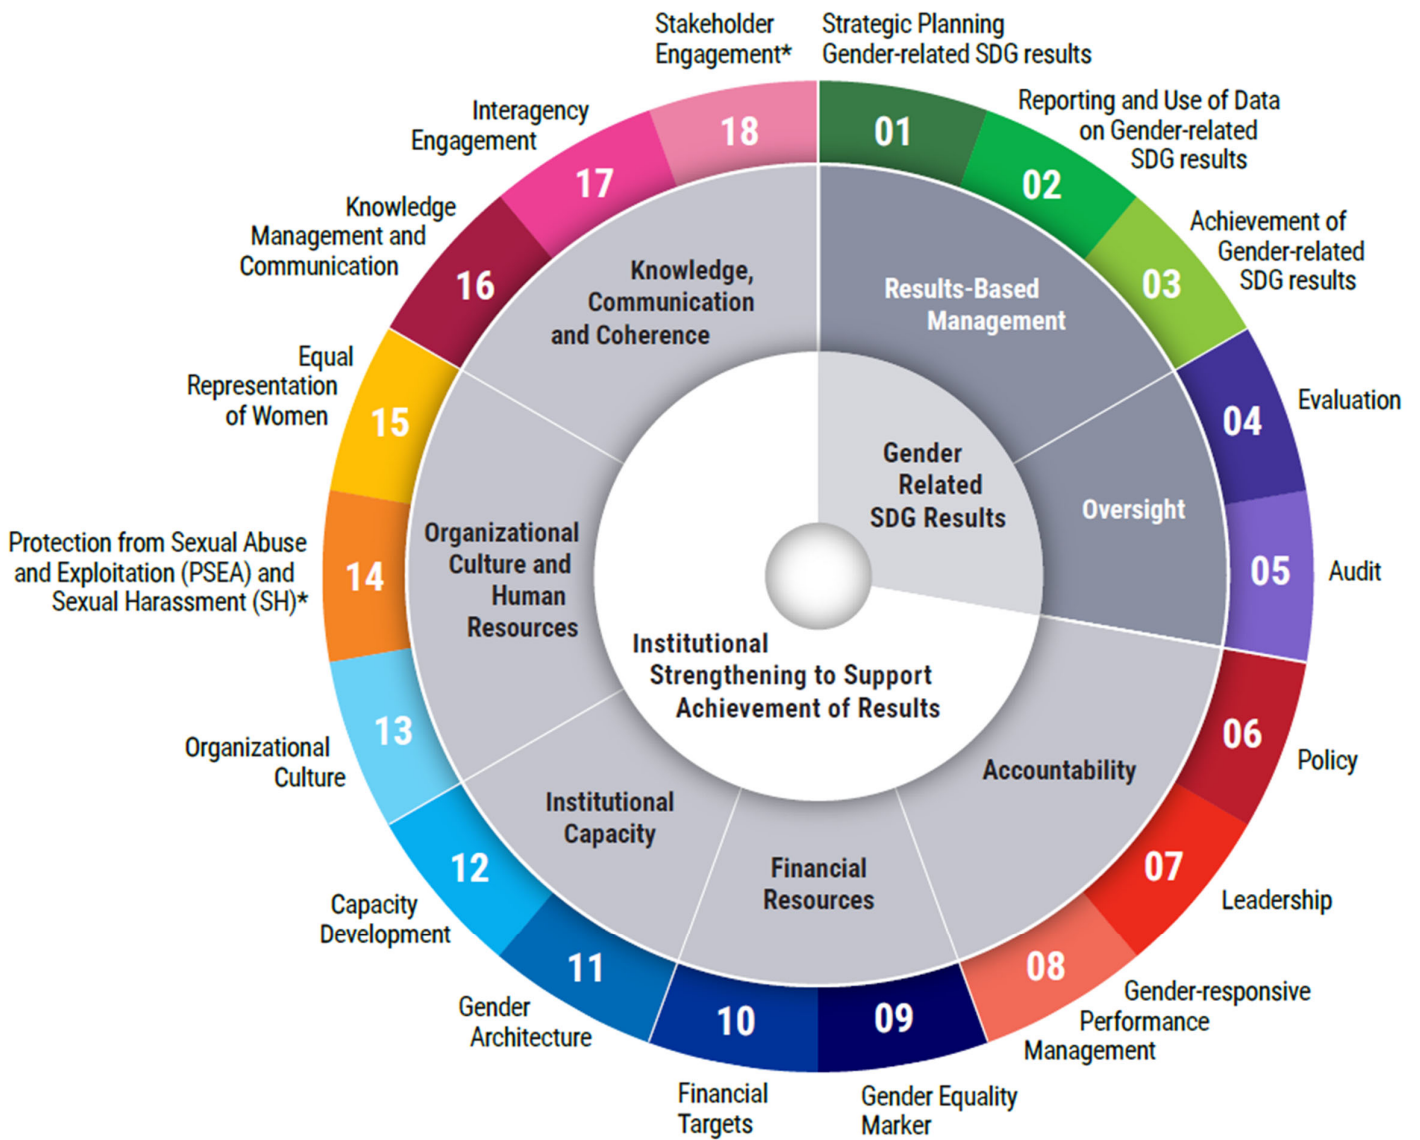 Strategic Planning
Gender-related SDG results
01
Reporting and Use of Data
on Gender-related
SDG results
02
Achievement of
Gender-related
SDG results
03
Evaluation
04
Audit
05
Policy
06
Leadership
07
Gender-responsive
Performance
Management
08
Gender Equality
Marker
09
Financial
Targets
10
Gender
Architecture
11
Capacity
Development
12
Organizational
Culture
13
Protection from Sexual Abuse
and Exploitation (PSEA) and
Sexual Harassment (SH)*
14
Equal
Representation
of Women
15
Knowledge
Management and
Communication
16
Interagency
Engagement
17
Stakeholder
Engagement*
18
Results-Based
Management
Oversight
Accountability
Financial
Resources
Institutional
Capacity
Organizational
Culture and
Human
Resources
Knowledge,
Communication
and Coherence
Gender
Related
SDG Results
Institutional
Strengthening to Support
Achievement of Results